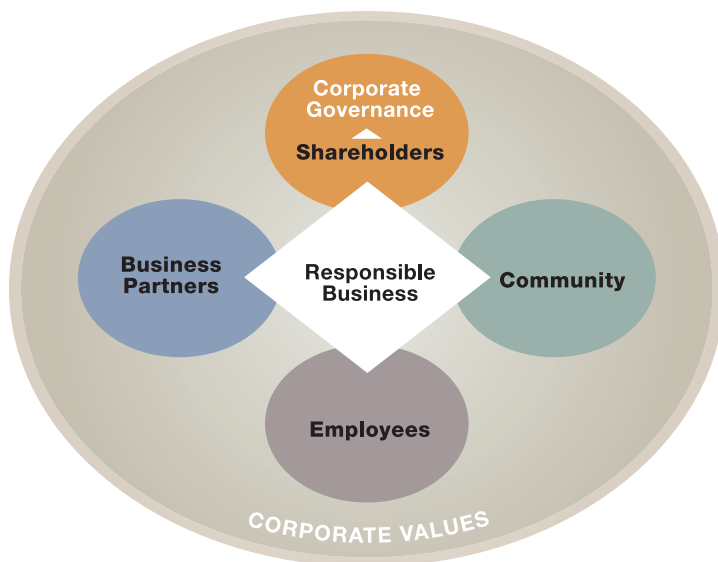 Corporate
Governance
Shareholders
Business
Partners
Responsible
Business
Community
Employees
CORPORATE VALUES